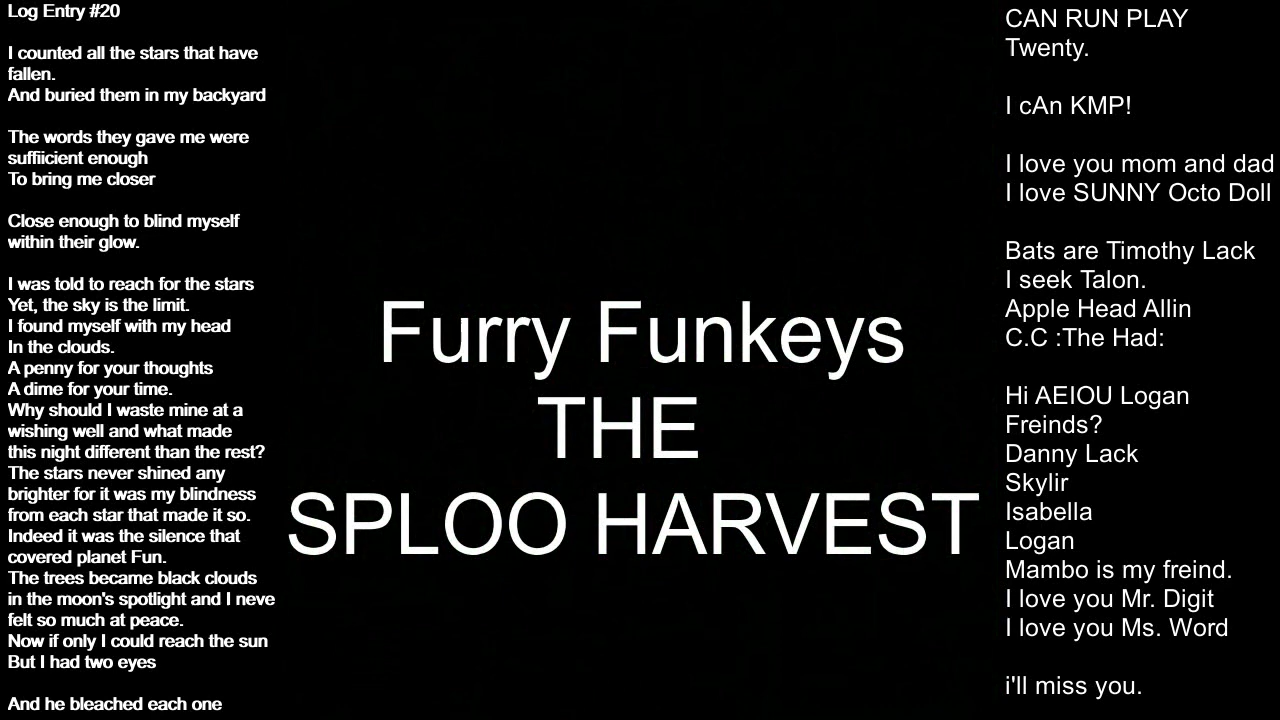 Log Entry #20
I counted all the stars that have
fallen.
And buried them in my backyard
The words they gave me were
suffiicient enough
To bring me closer
Close enough to blind myself
within their glow.
I was told to reach for the stars
Yet, the sky is the limit.
I found myself with my head
In the clouds.
A penny for your thoughts
A dime for your time.
Why should I waste mine at a
wishing well and what made
this night different than the rest?
The stars never shined any
brighter for it was my blindness
from each star that made it so.
Indeed it was the silence that
covered planet Fun.
The trees became black clouds
in the moon's spotlight and I neve
felt so much at peace.
Now if only I could reach the sun
But I had two eyes
And he bleached each one
Furry Funkeys
THE
SPLOO HARVEST
CAN RUN PLAY
Twenty.
I cAn KMP!
I love you mom and dad
I love SUNNY Octo Doll
Bats are Timothy Lack
I seek Talon.
Apple Head Allin
C.C :The Had:
Hi AEIOU Logan
Freinds?
Danny Lack
Skylir
Isabella
Logan
Mambo is my freind.
I love you Mr. Digit
I love you Ms. Word
i'll miss you.